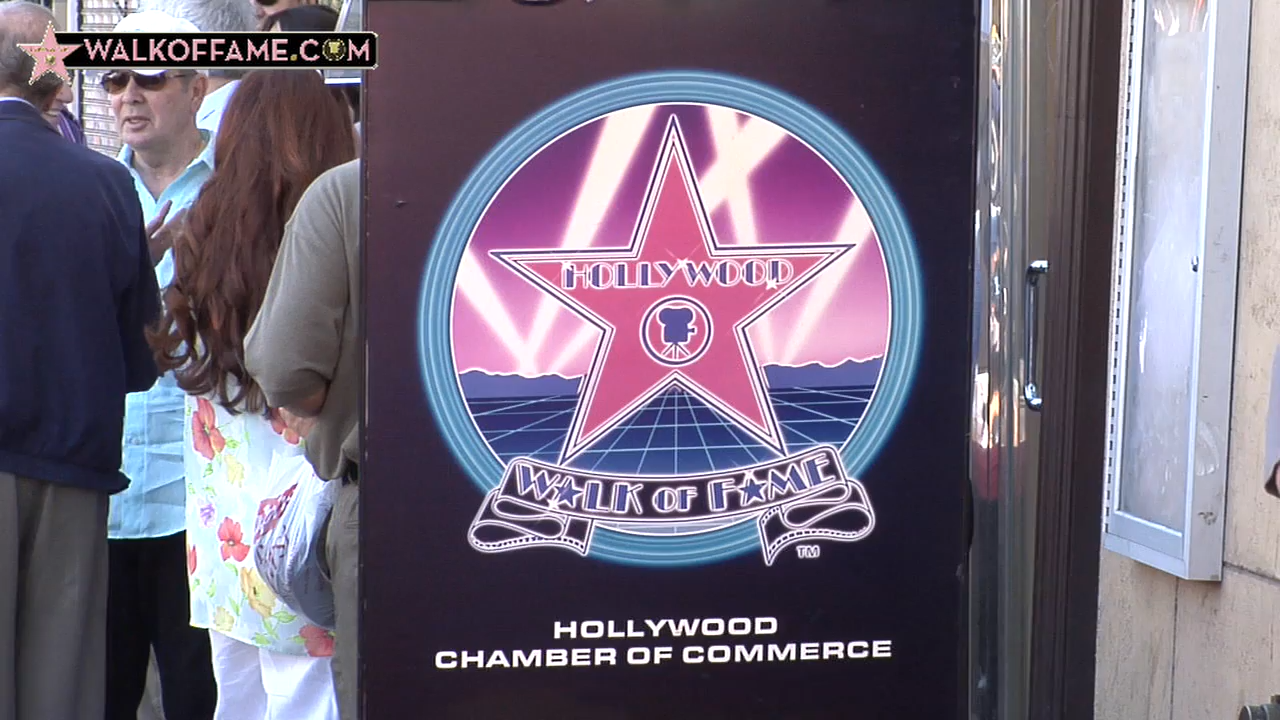 WALKOFFAME.COM
HOLLYWOOD
WALK OF FAME
TM
HOLLYWOOD
CHAMBER OF COMMERCE